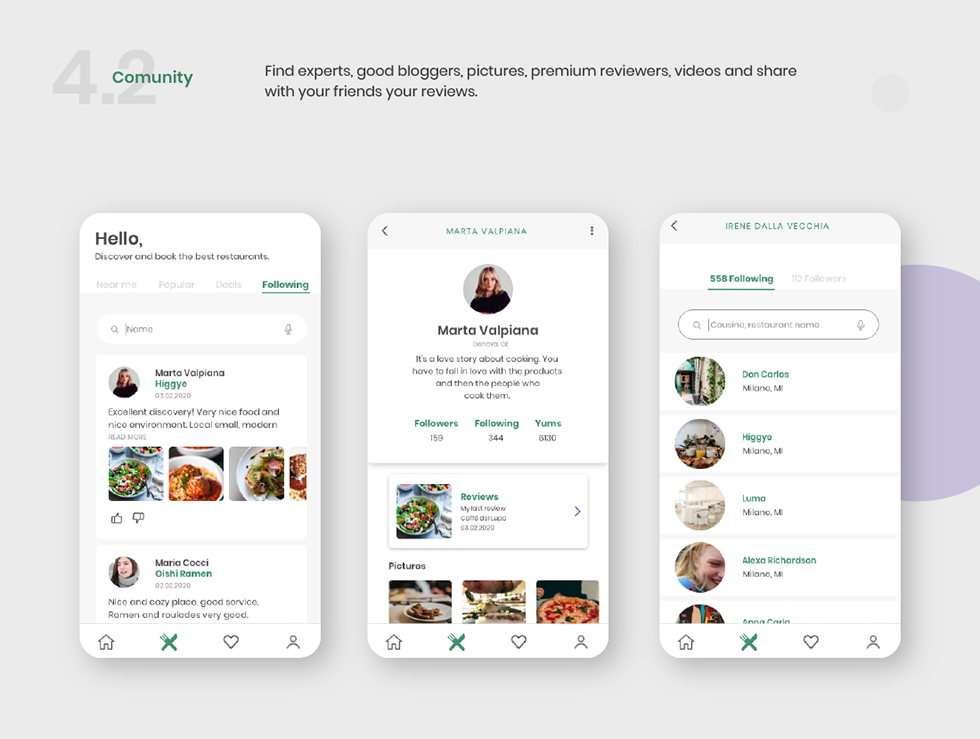 4.2
Comunity
Find experts, good bloggers, pictures, premium reviewers, videos and share
with your friends your reviews.
Hello,
Discover and book the best restaurants.
Near me Popular Deals Following
Name
Marta Valpiana
Higgye
03.02.2020
Excellent discovery! Very nice food and
nice environment. Local small, modern
READ MORE
Maria Cocci
Oishi Ramen
02.02.2020
Nice and cozy place, good service.
Ramen and roulades very good.
MARTA VALPIANA
Marta Valpiana
Genova, GE
It's a love story about cooking. You
have to fall in love with the products
and then the people who
cook them.
Followers Following Yums
159 344 6130
Reviews
My last review
Caffé del Lupo
03.02.2020
Pictures
IRENE DALLA VECCHIA
558 Following 112 Followers
Cousine, restaurant name
Don Carlos
Milano, MI
Higgye
Milano, MI
Luma
Milano, MI
Alexa Richardson
Milano, MI
Anna Carla